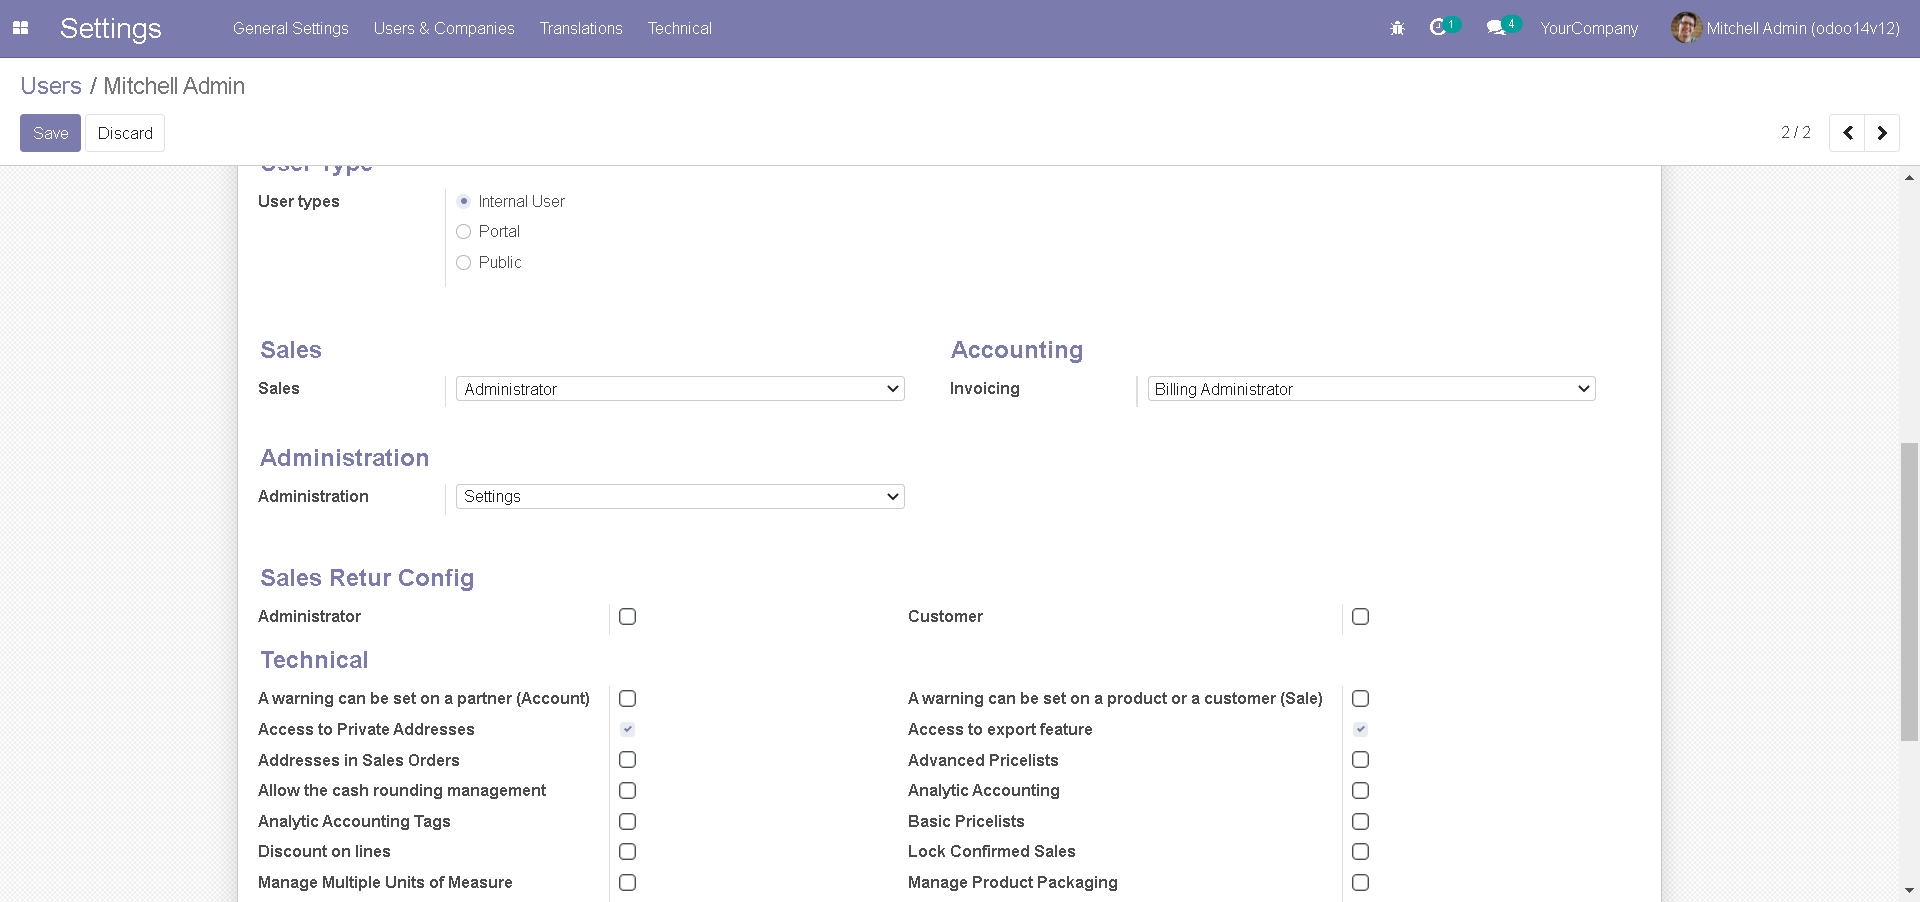 Settings General Settings Users & Companies Translations Technical 1 4 YourCompany Mitchell Admin (odoo14v12)
Users / Mitchell Admin
Save Discard 2 / 2
User Type
User types Internal User
Portal
Public
Sales Accounting
Sales Administrator Invoicing Billing Administrator
Administration
Administration Settings
Sales Retur Config
Administrator Customer
Technical
A warning can be set on a partner (Account) A warning can be set on a product or a customer (Sale)
Access to Private Addresses Access to export feature
Addresses in Sales Orders Advanced Pricelists
Allow the cash rounding management Analytic Accounting
Analytic Accounting Tags Basic Pricelists
Discount on lines Lock Confirmed Sales
Manage Multiple Units of Measure Manage Product Packaging